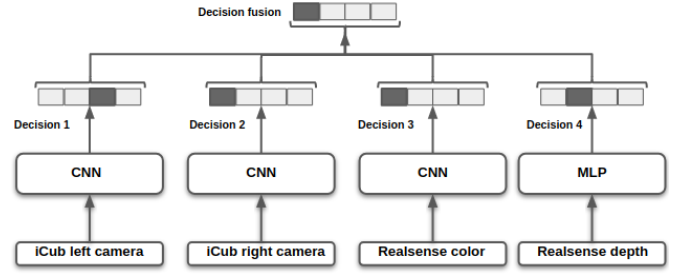 Decision fusion
Decision 1
Decision 2
Decision 3
Decision 4
CNN
CNN
CNN
MLP
iCub left camera
iCub right camera
Realsense color
Realsense depth